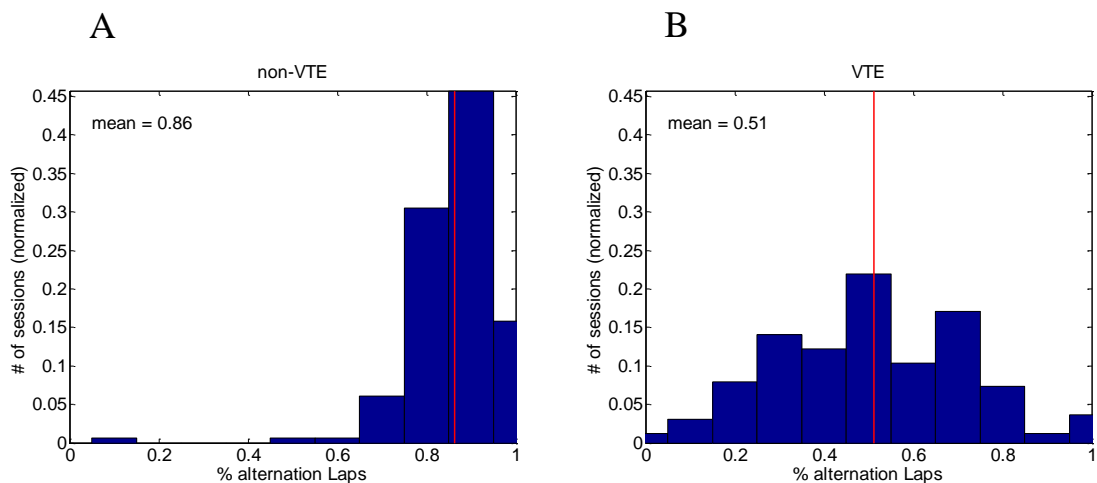 A
non-VTE
mean = 0.86
0.45
0.4
0.35
0.3
0.25
0.2
0.15
0.1
0.05
0
# of sessions (normalized)
0 0.2 0.4 0.6 0.8 1
% alternation Laps
B
VTE
mean = 0.51
0.45
0.4
0.35
0.3
0.25
0.2
0.15
0.1
0.05
0
# of sessions (normalized)
0.2 0.4 0.6 0.8 1
% alternation Laps